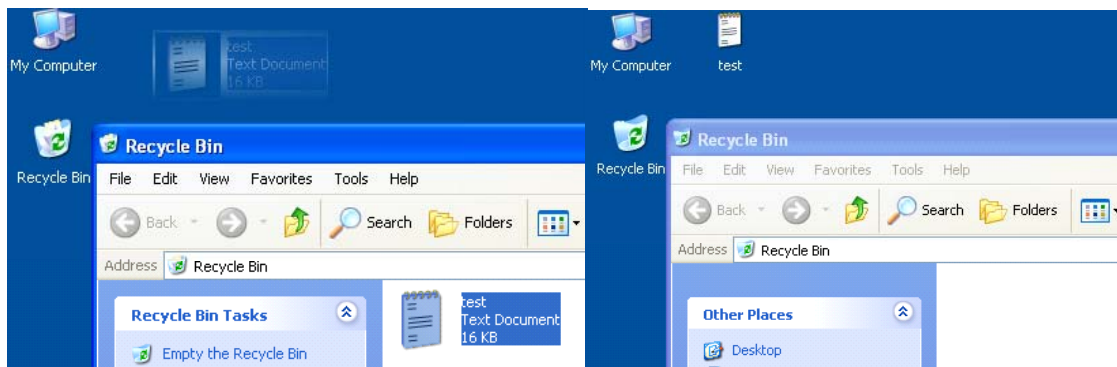 My Computer
test
Text Document
16 KB
Recycle Bin
Recycle Bin
File Edit View Favorites Tools Help
Back Search Folders
Address Recycle Bin
Recycle Bin Tasks
Empty the Recycle Bin
test
Text Document
16 KB
My Computer
test
Recycle Bin
Recycle Bin
File Edit View Favorites Tools Help
Back Search Folders
Address Recycle Bin
Other Places
Desktop